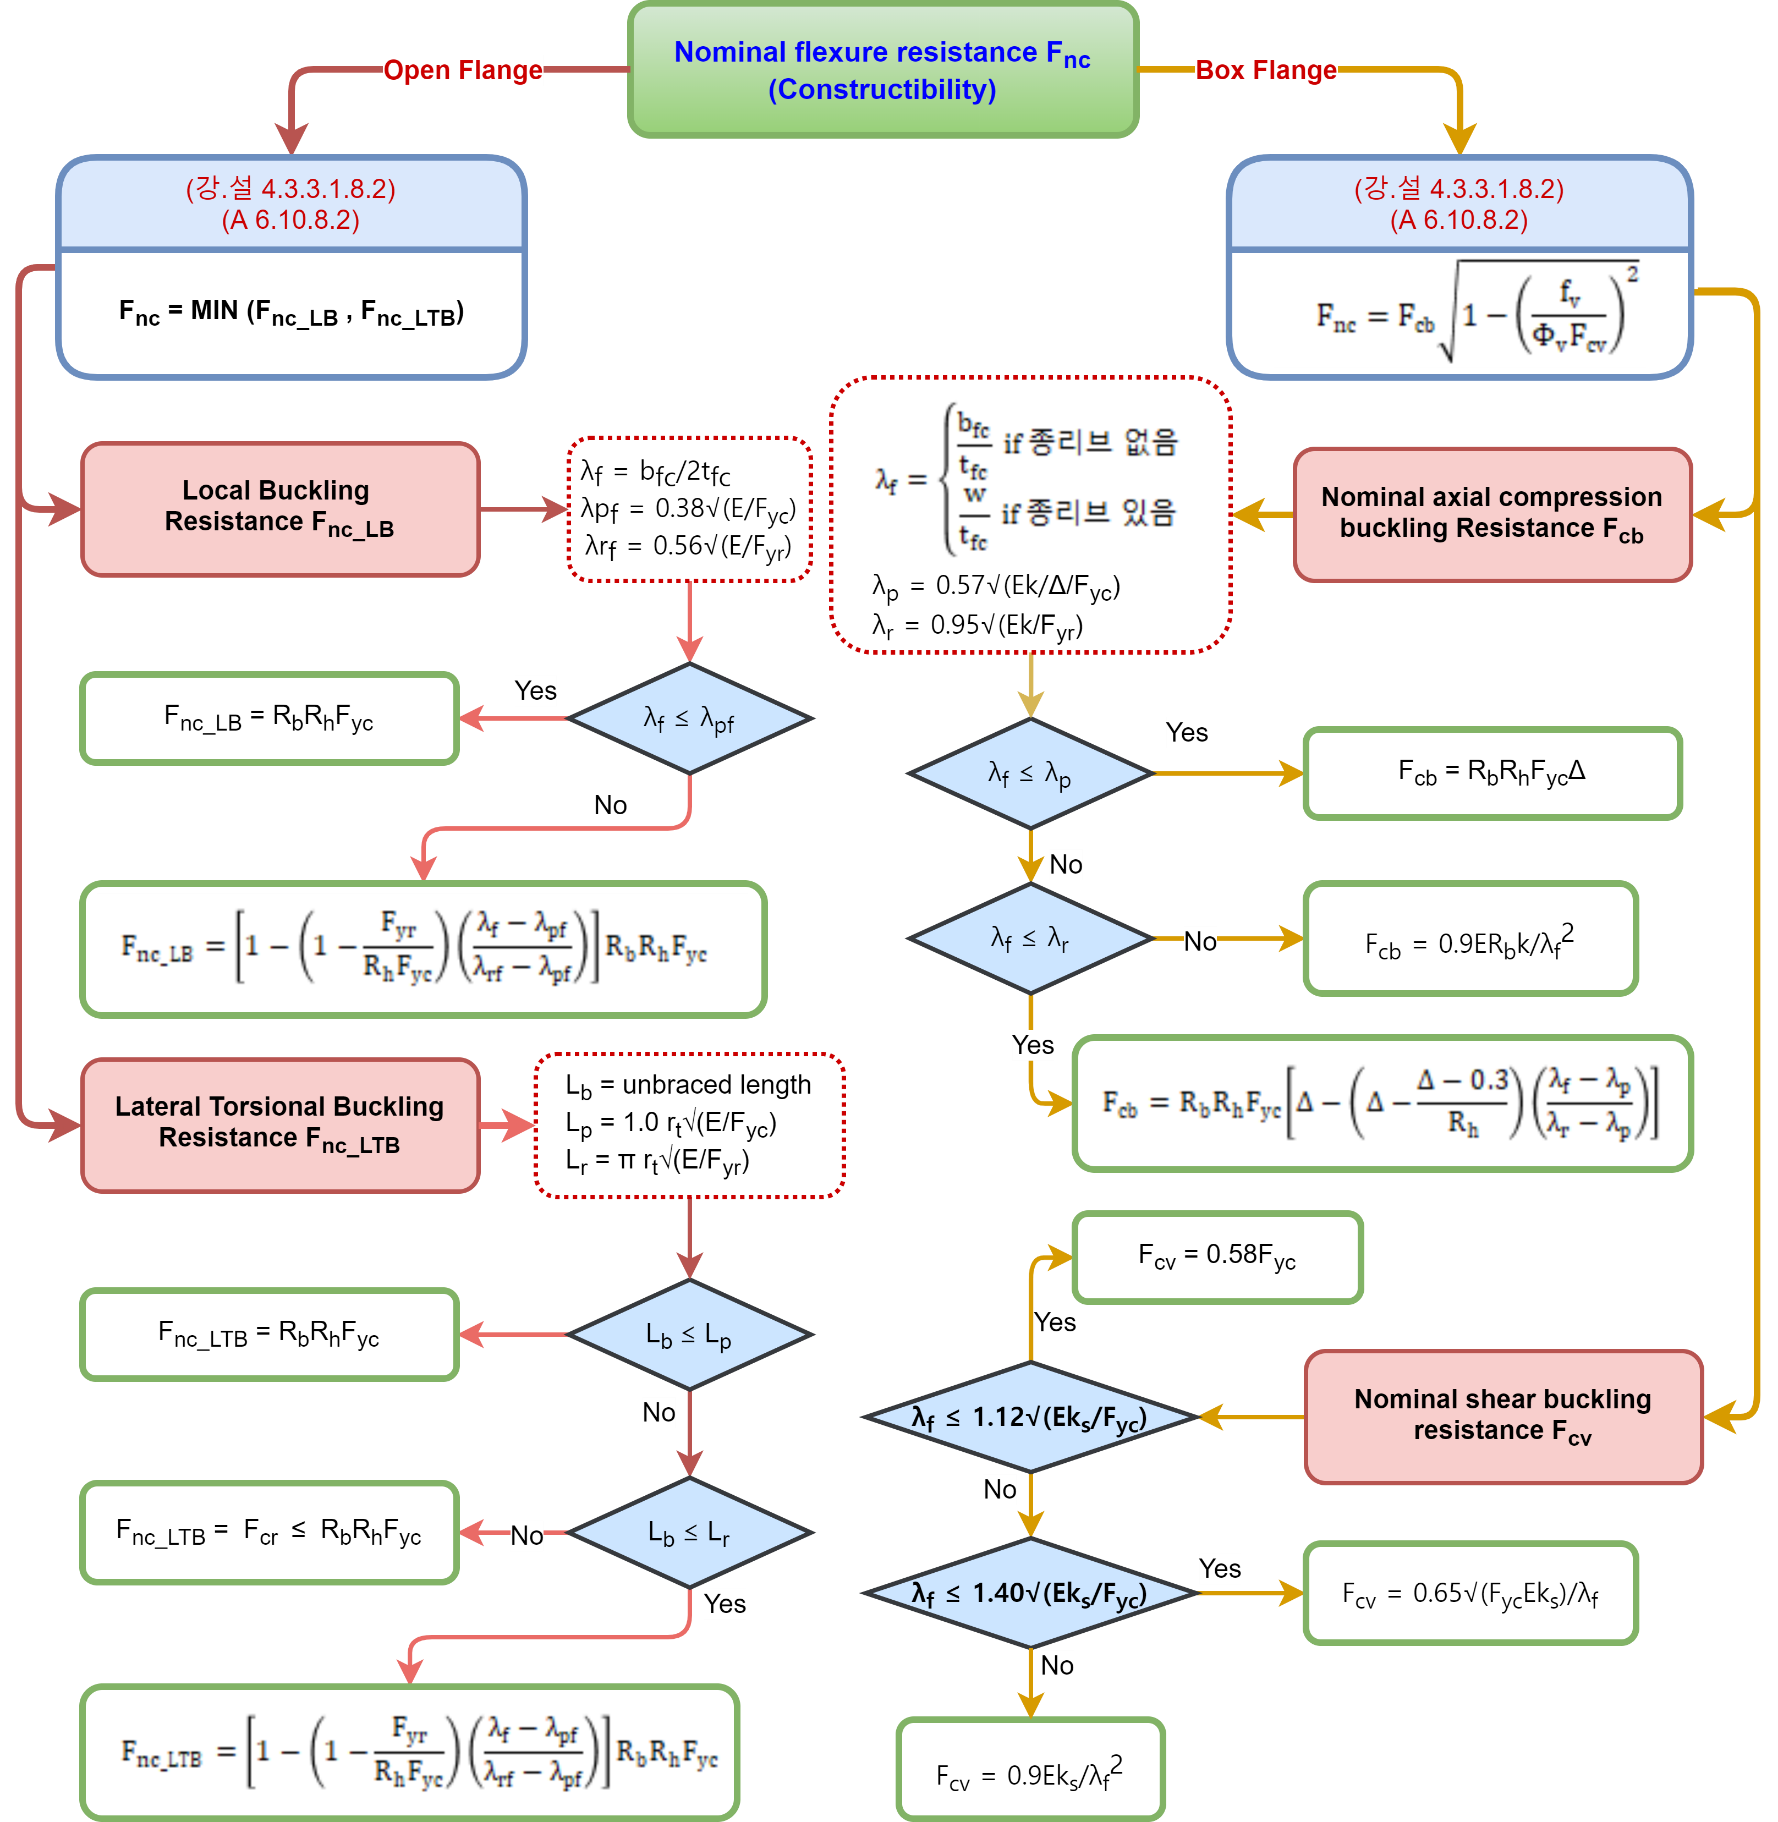 Nominal flexure resistance Fnc
(Constructibility)
Open Flange
Box Flange
(강.설 4.3.3.1.8.2)
(A 6.10.8.2)
Fnc = MIN (Fnc_LB , Fnc_LTB)
(강.설 4.3.3.1.8.2)
(A 6.10.8.2)
Fnc = Fcb√(1 − (fv/ΦvFcv)²)
Local Buckling
Resistance Fnc_LB
λf = bfc/2tfc
λpf = 0.38√(E/Fyc)
λrf = 0.56√(E/Fyr)
λf ≤ λpf
Yes
Fnc_LB = RbRhFyc
No
Fnc_LB = [1 − (1 − Fyr/RhFyc)(λf − λpf/λrf − λpf)]RbRhFyc
Lateral Torsional Buckling
Resistance Fnc_LTB
Lb = unbraced length
Lp = 1.0 rt√(E/Fyc)
Lr = π rt√(E/Fyr)
Lb ≤ Lp
Fnc_LTB = RbRhFyc
No
Lb ≤ Lr
No
Fnc_LTB = Fcr ≤ RbRhFyc
Yes
Fnc_LTB = [1 − (1 − Fyr/RhFyc)(λf − λpf/λrf − λpf)]RbRhFyc
Nominal axial compression
buckling Resistance Fcb
λf = { bfc/tfc if 종리브 없음
w/tfc if 종리브 있음
λp = 0.57√(Ek/Δ/Fyc)
λr = 0.95√(Ek/Fyr)
λf ≤ λp
Yes
Fcb = RbRhFycΔ
No
λf ≤ λr
No
Fcb = 0.9ERbk/λf²
Yes
Fcb = RbRhFyc[Δ − (Δ − Δ − 0.3/Rh)(λf − λp/λr − λp)]
Nominal shear buckling
resistance Fcv
λf ≤ 1.12√(Eks/Fyc)
Yes
Fcv = 0.58Fyc
No
λf ≤ 1.40√(Eks/Fyc)
Yes
Fcv = 0.65√(FycEks)/λf
No
Fcv = 0.9Eks/λf²